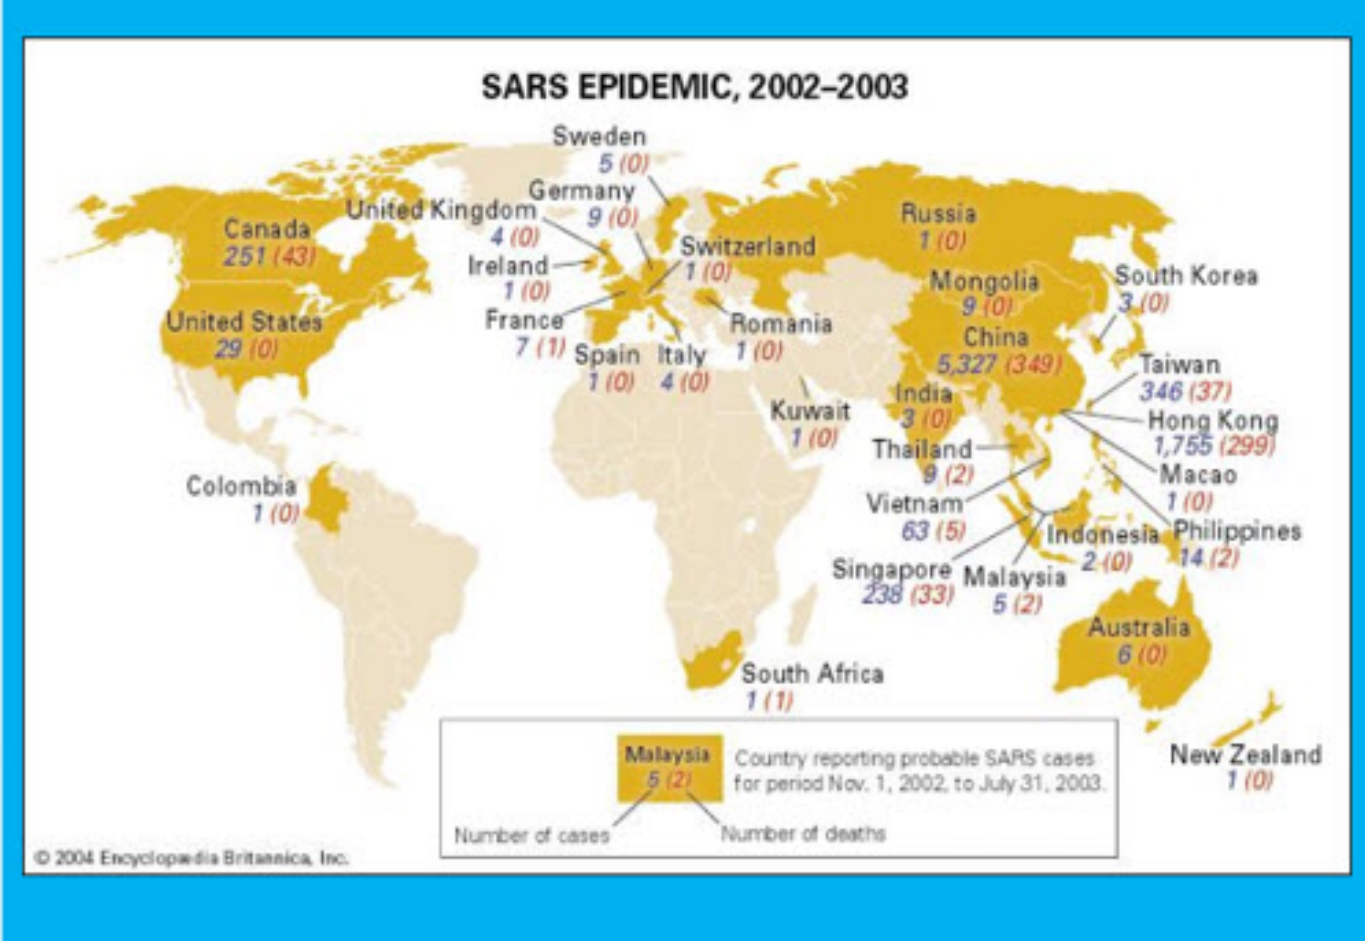 SARS EPIDEMIC, 2002–2003
Sweden
5 (0)
Germany
9 (0)
United Kingdom
4 (0)
Ireland
1 (0)
France
7 (1)
Spain
1 (0)
Italy
4 (0)
Switzerland
1 (0)
Romania
1 (0)
Russia
1 (0)
Canada
251 (43)
United States
29 (0)
Mongolia
9 (0)
South Korea
3 (0)
China
5,327 (349)
Taiwan
346 (37)
Hong Kong
1,755 (299)
Macao
1 (0)
India
3 (0)
Kuwait
1 (0)
Thailand
9 (2)
Vietnam
63 (5)
Colombia
1 (0)
Singapore
238 (33)
Malaysia
5 (2)
Indonesia
2 (0)
Philippines
14 (2)
Australia
6 (0)
South Africa
1 (1)
New Zealand
1 (0)
Malaysia
5 (2)
Country reporting probable SARS cases
for period Nov. 1, 2002, to July 31, 2003.
Number of cases
Number of deaths
© 2004 Encyclopædia Britannica, Inc.